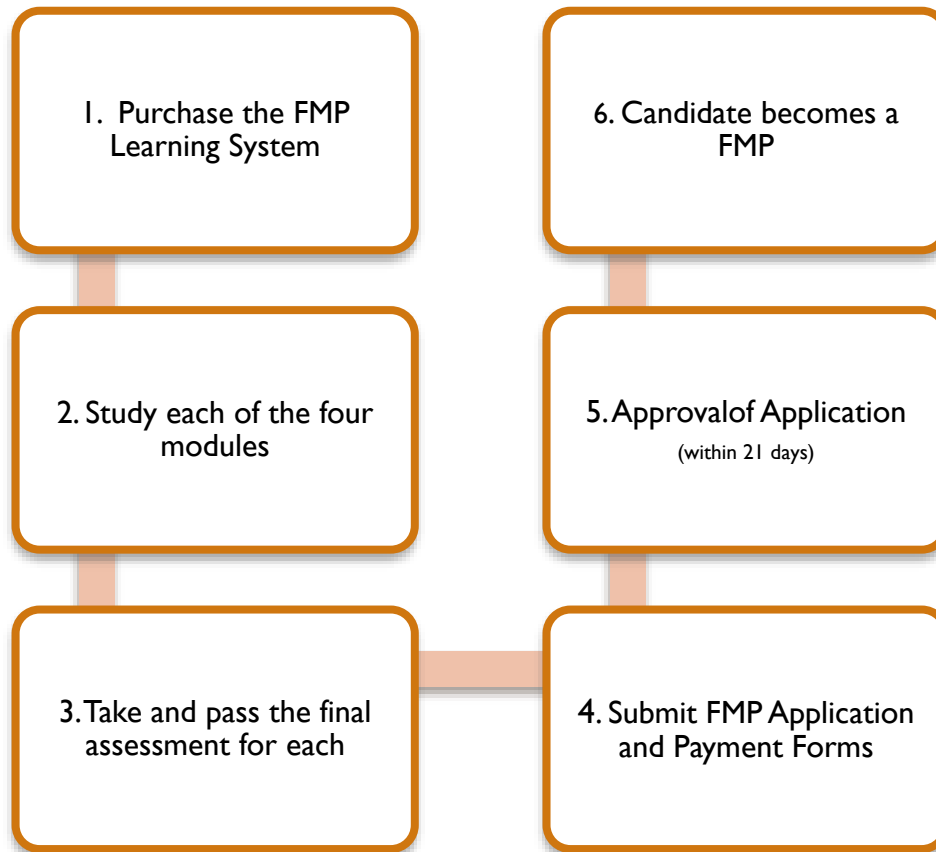 1. Purchase the FMP
Learning System
2. Study each of the four
modules
3. Take and pass the final
assessment for each
4. Submit FMP Application
and Payment Forms
5. Approvalof Application
(within 21 days)
6. Candidate becomes a
FMP